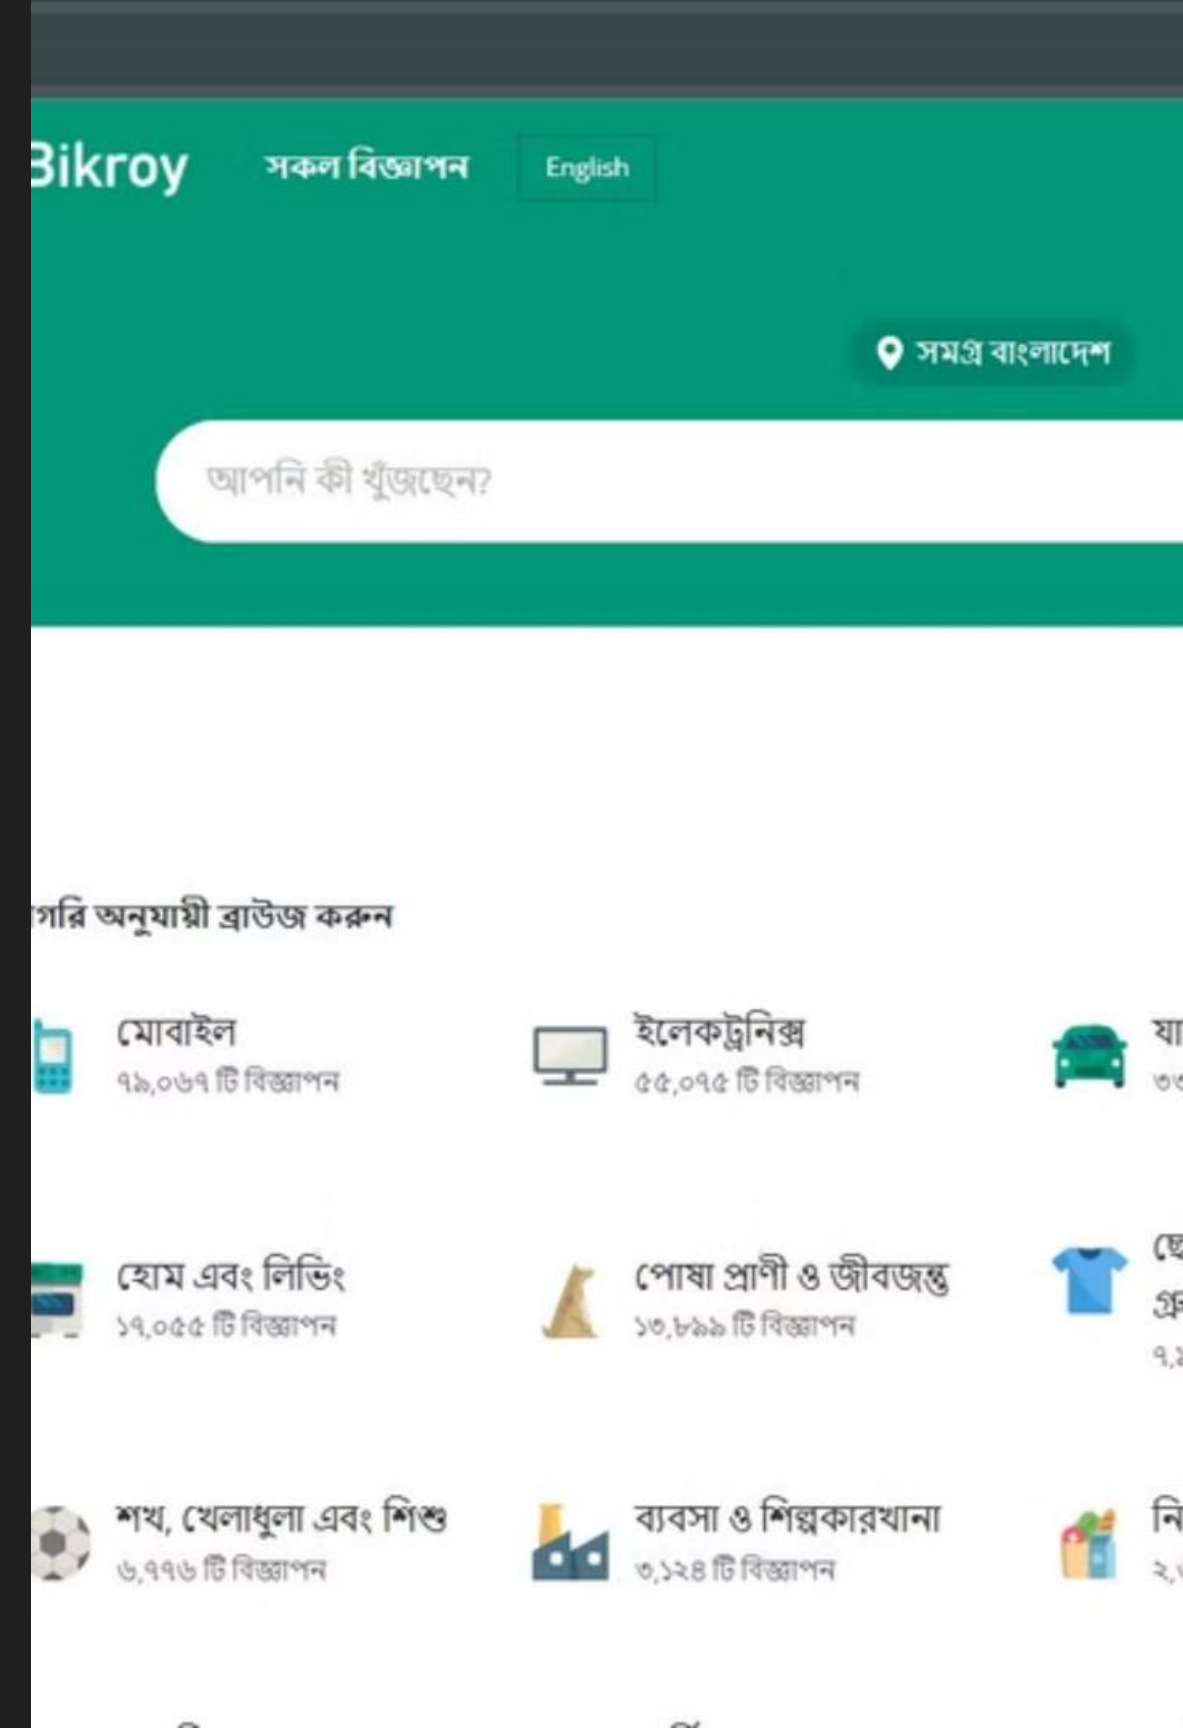 Bikroy
সকল বিজ্ঞাপন
English
সমগ্র বাংলাদেশ
আপনি কী খুঁজছেন?
গরি অনুযায়ী ব্রাউজ করুন
মোবাইল
৭৯,০৬৭ টি বিজ্ঞাপন
ইলেকট্রনিক্স
৫৫,০৭৫ টি বিজ্ঞাপন
হোম এবং লিভিং
১৭,০৫৫ টি বিজ্ঞাপন
পোষা প্রাণী ও জীবজন্তু
১৩,৮৯৯ টি বিজ্ঞাপন
শখ, খেলাধুলা এবং শিশু
৬,৭৭৬ টি বিজ্ঞাপন
ব্যবসা ও শিল্পকারখানা
৩,১২৪ টি বিজ্ঞাপন